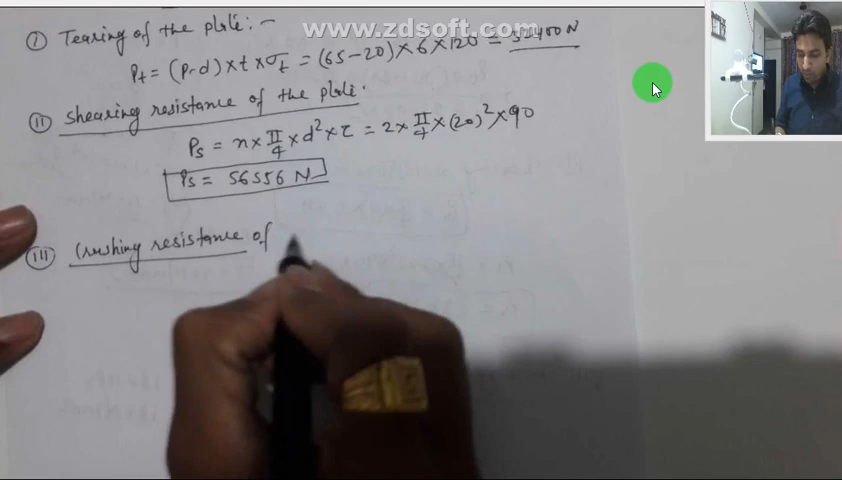 www.zdsoft.com
(I) Tearing of the plate:-
Pt = (P-d) × t × σt = (65-20) × 6 × 120 = 32400 N
(II) Shearing resistance of the plate.
Ps = n × π/4 × d² × τ = 2 × π/4 × (20)² × 90
Ps = 56556 N
(III) Crushing resistance of